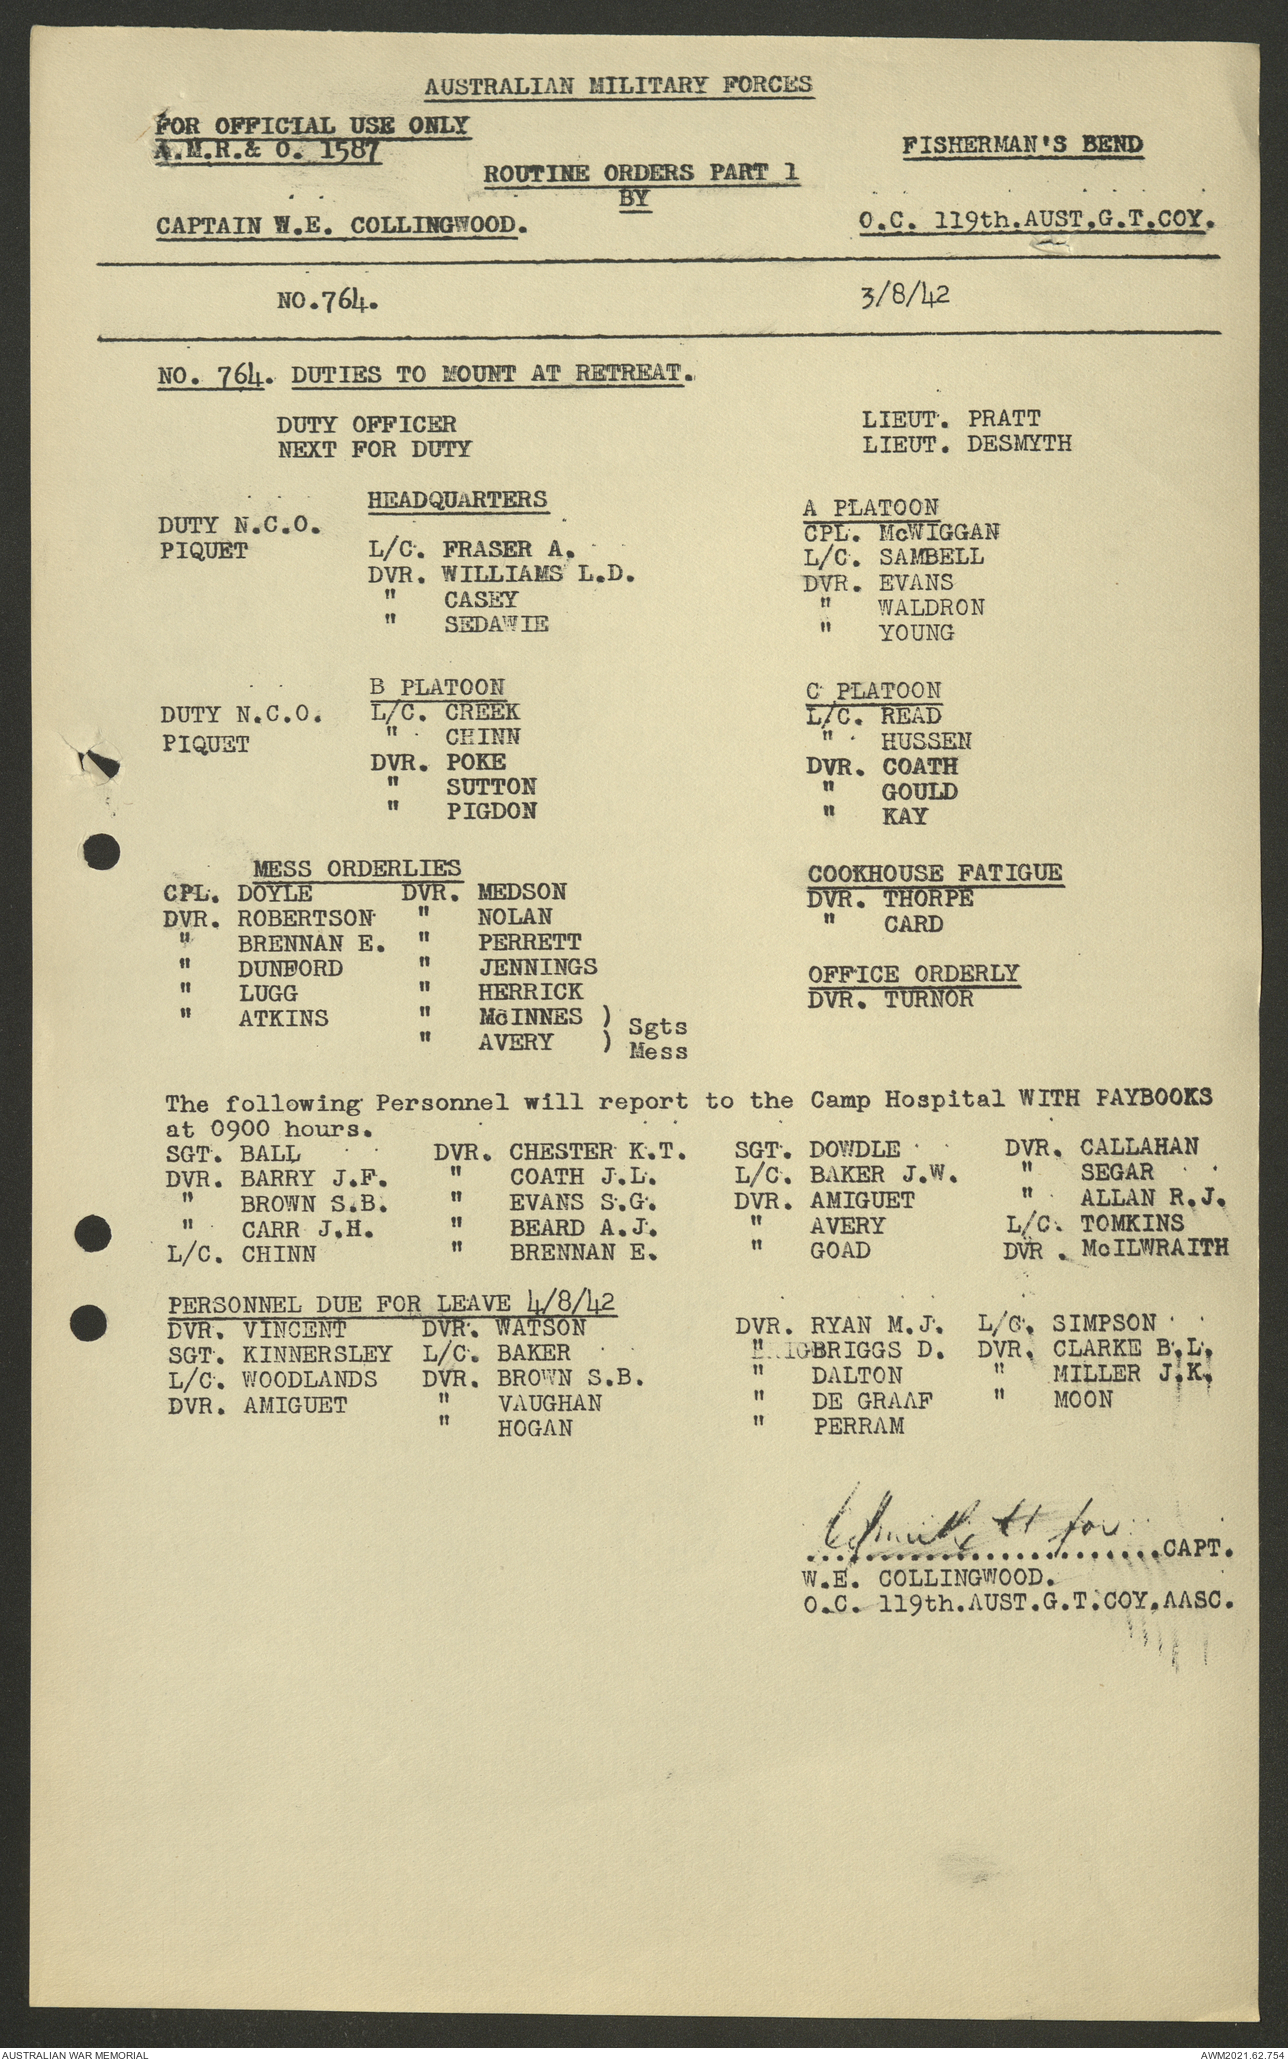 AUSTRALIAN MILITARY FORCES
FOR OFFICIAL USE ONLY
A.M.R.& O. 1587
FISHERMAN'S BEND
ROUTINE ORDERS PART 1
BY
CAPTAIN W.E. COLLINGWOOD. O.C. 119th.AUST.G.T.COY.
NO.764. 3/8/42
NO. 764. DUTIES TO MOUNT AT RETREAT.
DUTY OFFICER LIEUT. PRATT
NEXT FOR DUTY LIEUT. DESMYTH
HEADQUARTERS A PLATOON
DUTY N.C.O. CPL. McWIGGAN
PIQUET L/C. FRASER A. L/C. SAMBELL
DVR. WILLIAMS L.D. DVR. EVANS
" CASEY " WALDRON
" SEDAWIE " YOUNG
B PLATOON C PLATOON
DUTY N.C.O. L/C. CREEK L/C. READ
PIQUET " CHINN " HUSSEN
DVR. POKE DVR. COATH
" SUTTON " GOULD
" PIGDON " KAY
MESS ORDERLIES COOKHOUSE FATIGUE
CPL. DOYLE DVR. MEDSON DVR. THORPE
DVR. ROBERTSON " NOLAN " CARD
" BRENNAN E. " PERRETT
" DUNFORD " JENNINGS OFFICE ORDERLY
" LUGG " HERRICK DVR. TURNOR
" ATKINS " McINNES ) Sgts
" AVERY ) Mess
The following Personnel will report to the Camp Hospital WITH PAYBOOKS
at 0900 hours.
SGT. BALL DVR. CHESTER K.T. SGT. DOWDLE DVR. CALLAHAN
DVR. BARRY J.F. " COATH J.L. L/C. BAKER J.W. " SEGAR
" BROWN S.B. " EVANS S.G. DVR. AMIGUET " ALLAN R.J.
" CARR J.H. " BEARD A.J. " AVERY L/C. TOMKINS
L/C. CHINN " BRENNAN E. " GOAD DVR . McILWRAITH
PERSONNEL DUE FOR LEAVE 4/8/42
DVR. VINCENT DVR. WATSON DVR. RYAN M.J. L/C. SIMPSON
SGT. KINNERSLEY L/C. BAKER " BRIGGS D. DVR. CLARKE B.L.
L/C. WOODLANDS DVR. BROWN S.B. " DALTON " MILLER J.K.
DVR. AMIGUET " VAUGHAN " DE GRAAF " MOON
" HOGAN " PERRAM
for
......................CAPT.
W.E. COLLINGWOOD.
O.C. 119th.AUST.G.T.COY.AASC.
AUSTRALIAN WAR MEMORIAL AWM2021.62.754